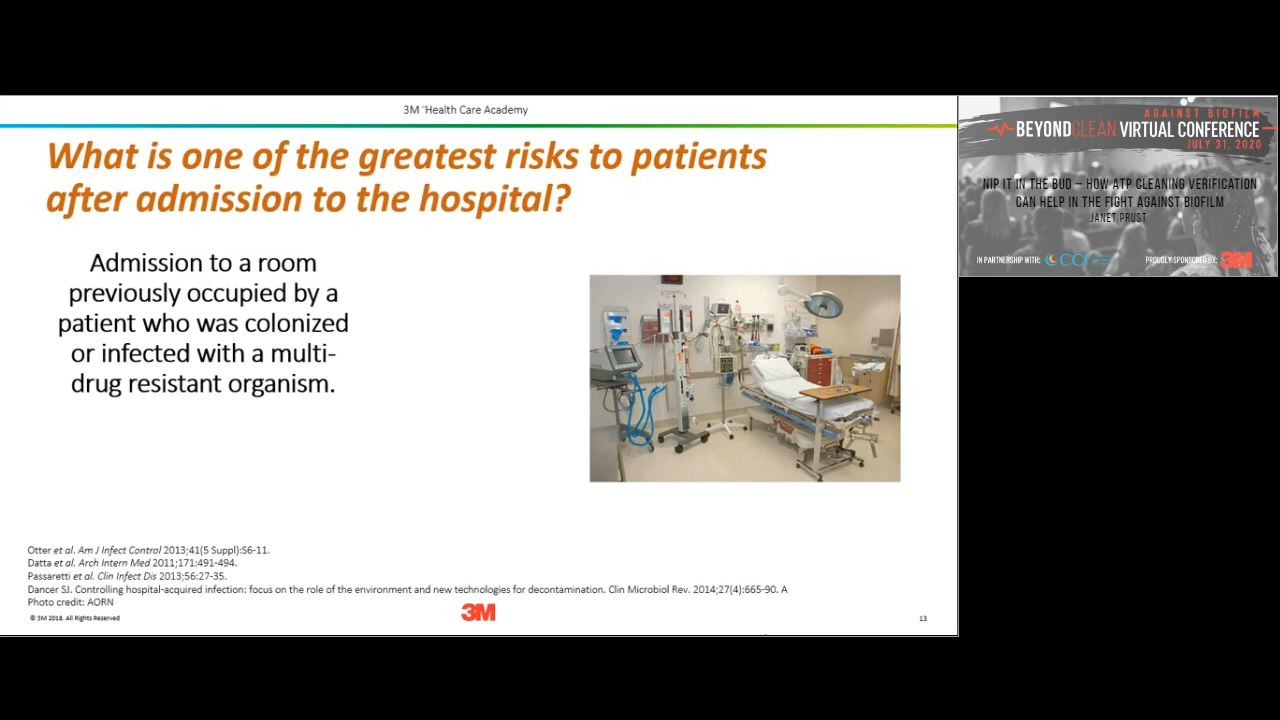 3M ¨Health Care Academy
What is one of the greatest risks to patients
after admission to the hospital?
Admission to a room
previously occupied by a
patient who was colonized
or infected with a multi-
drug resistant organism.
Otter et al. Am J Infect Control 2013;41(5 Suppl):S6-11.
Datta et al. Arch Intern Med 2011;171:491-494.
Passaretti et al. Clin Infect Dis 2013;56:27-35.
Dancer SJ. Controlling hospital-acquired infection: focus on the role of the environment and new technologies for decontamination. Clin Microbiol Rev. 2014;27(4):665-90. A
Photo credit: AORN
© 3M 2018. All Rights Reserved
3M
13
AGAINST BIOFILM
BEYONDCLEAN VIRTUAL CONFERENCE
JULY 31, 2020
NIP IT IN THE BUD – HOW ATP CLEANING VERIFICATION
CAN HELP IN THE FIGHT AGAINST BIOFILM
JANET PRUST
IN PARTNERSHIP WITH: CCI
PROUDLY SPONSORED BY: 3M